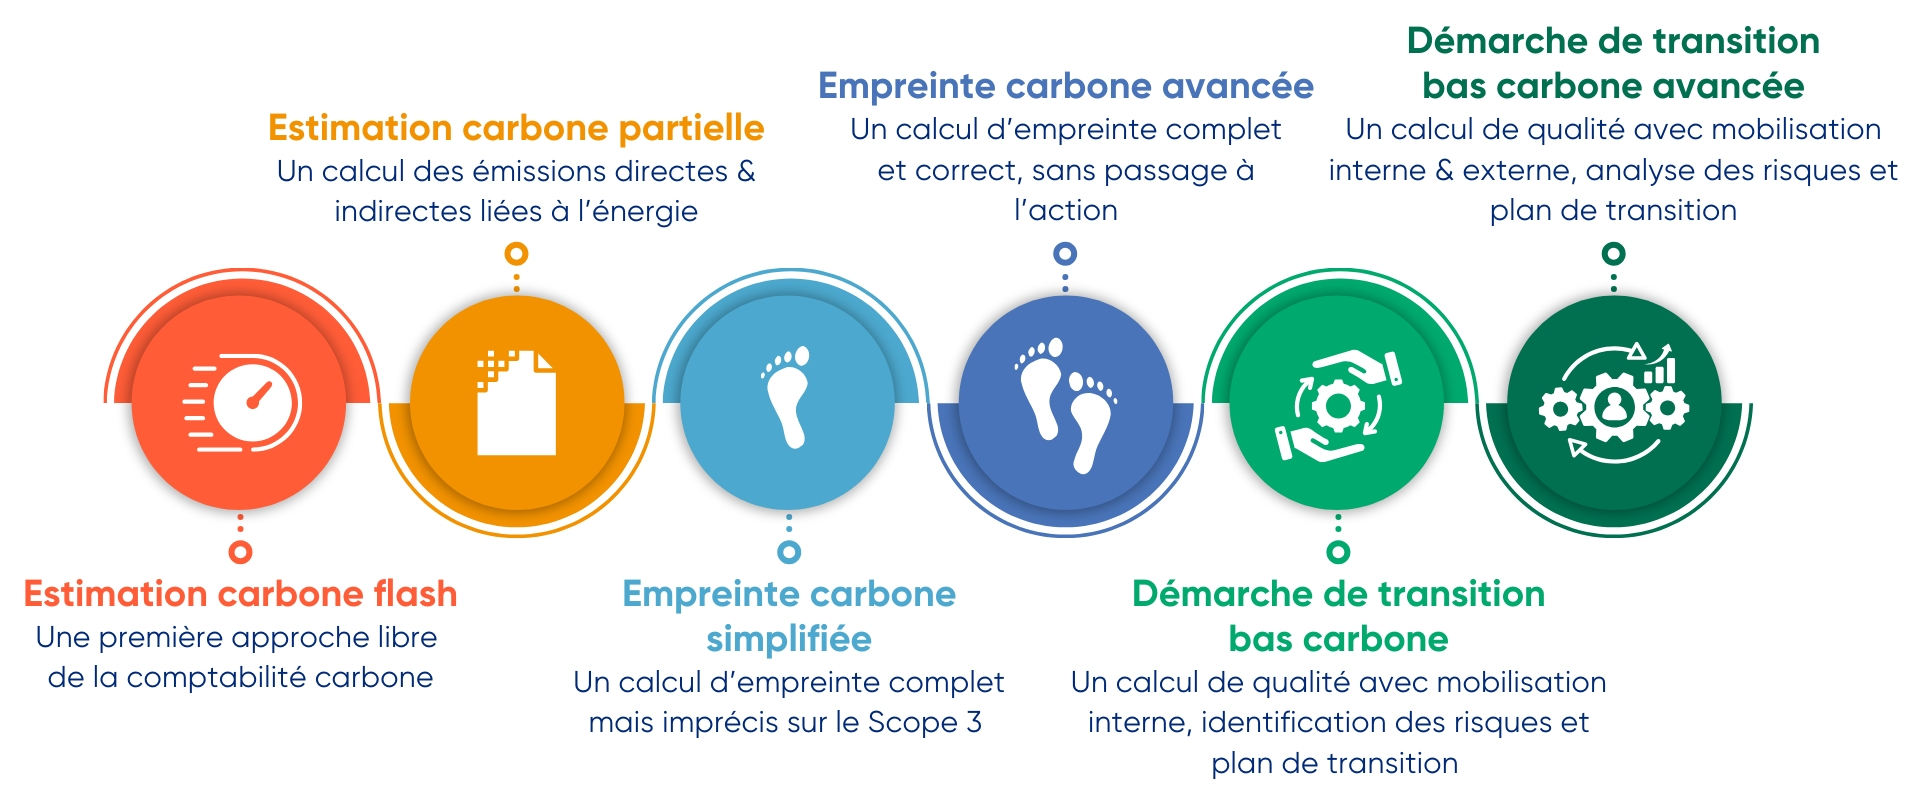 Estimation carbone flash
Une première approche libre
de la comptabilité carbone
Estimation carbone partielle
Un calcul des émissions directes &
indirectes liées à l’énergie
Empreinte carbone
simplifiée
Un calcul d’empreinte complet
mais imprécis sur le Scope 3
Empreinte carbone avancée
Un calcul d’empreinte complet
et correct, sans passage à
l’action
Démarche de transition
bas carbone
Un calcul de qualité avec mobilisation
interne, identification des risques et
plan de transition
Démarche de transition
bas carbone avancée
Un calcul de qualité avec mobilisation
interne & externe, analyse des risques et
plan de transition